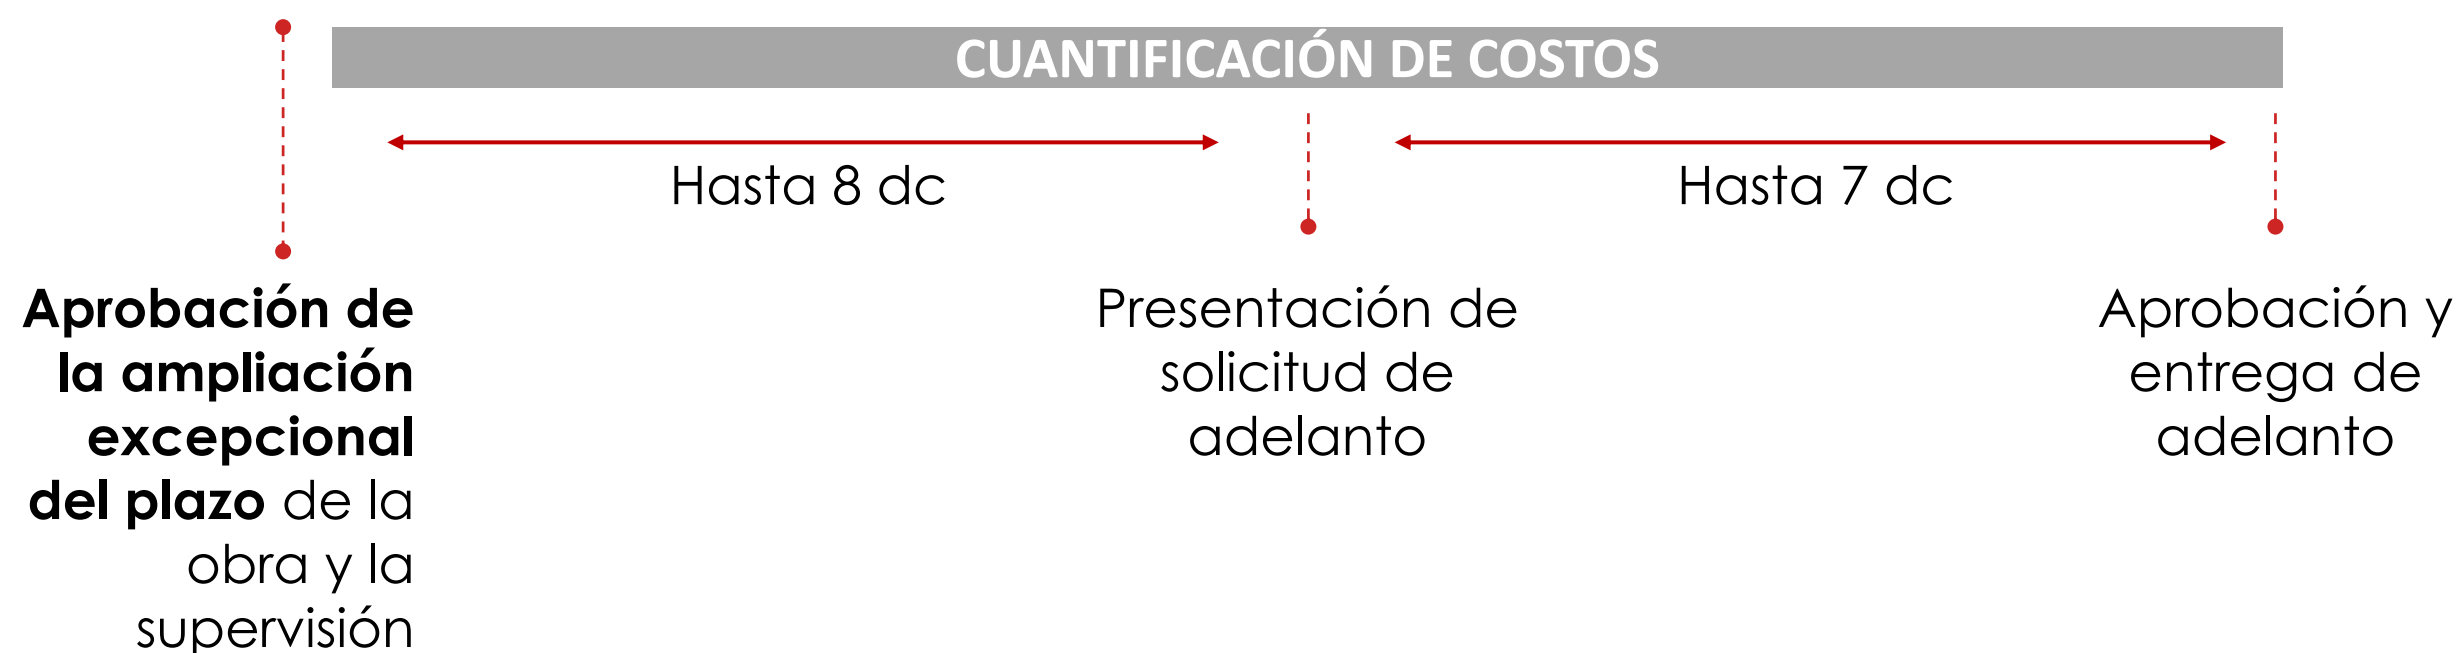 CUANTIFICACIÓN DE COSTOS
Hasta 8 dc
Hasta 7 dc
Aprobación de
la ampliación
excepcional
del plazo de la
obra y la
supervisión
Presentación de
solicitud de
adelanto
Aprobación y
entrega de
adelanto